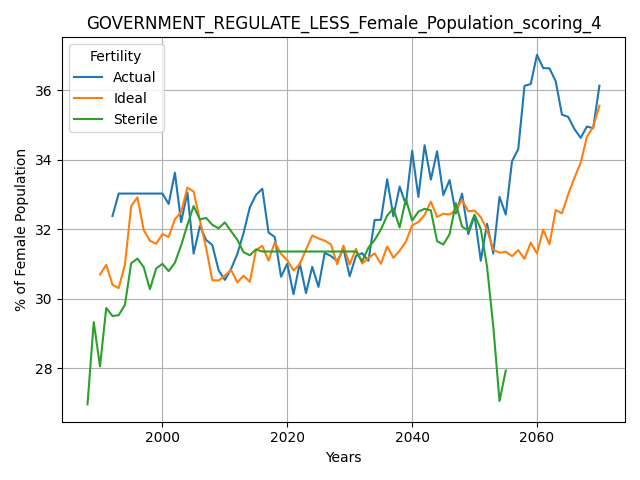 GOVERNMENT_REGULATE_LESS_Female_Population_scoring_4
Fertility
Actual
Ideal
Sterile
% of Female Population
36
34
32
30
28
2000
2020
2040
2060
Years